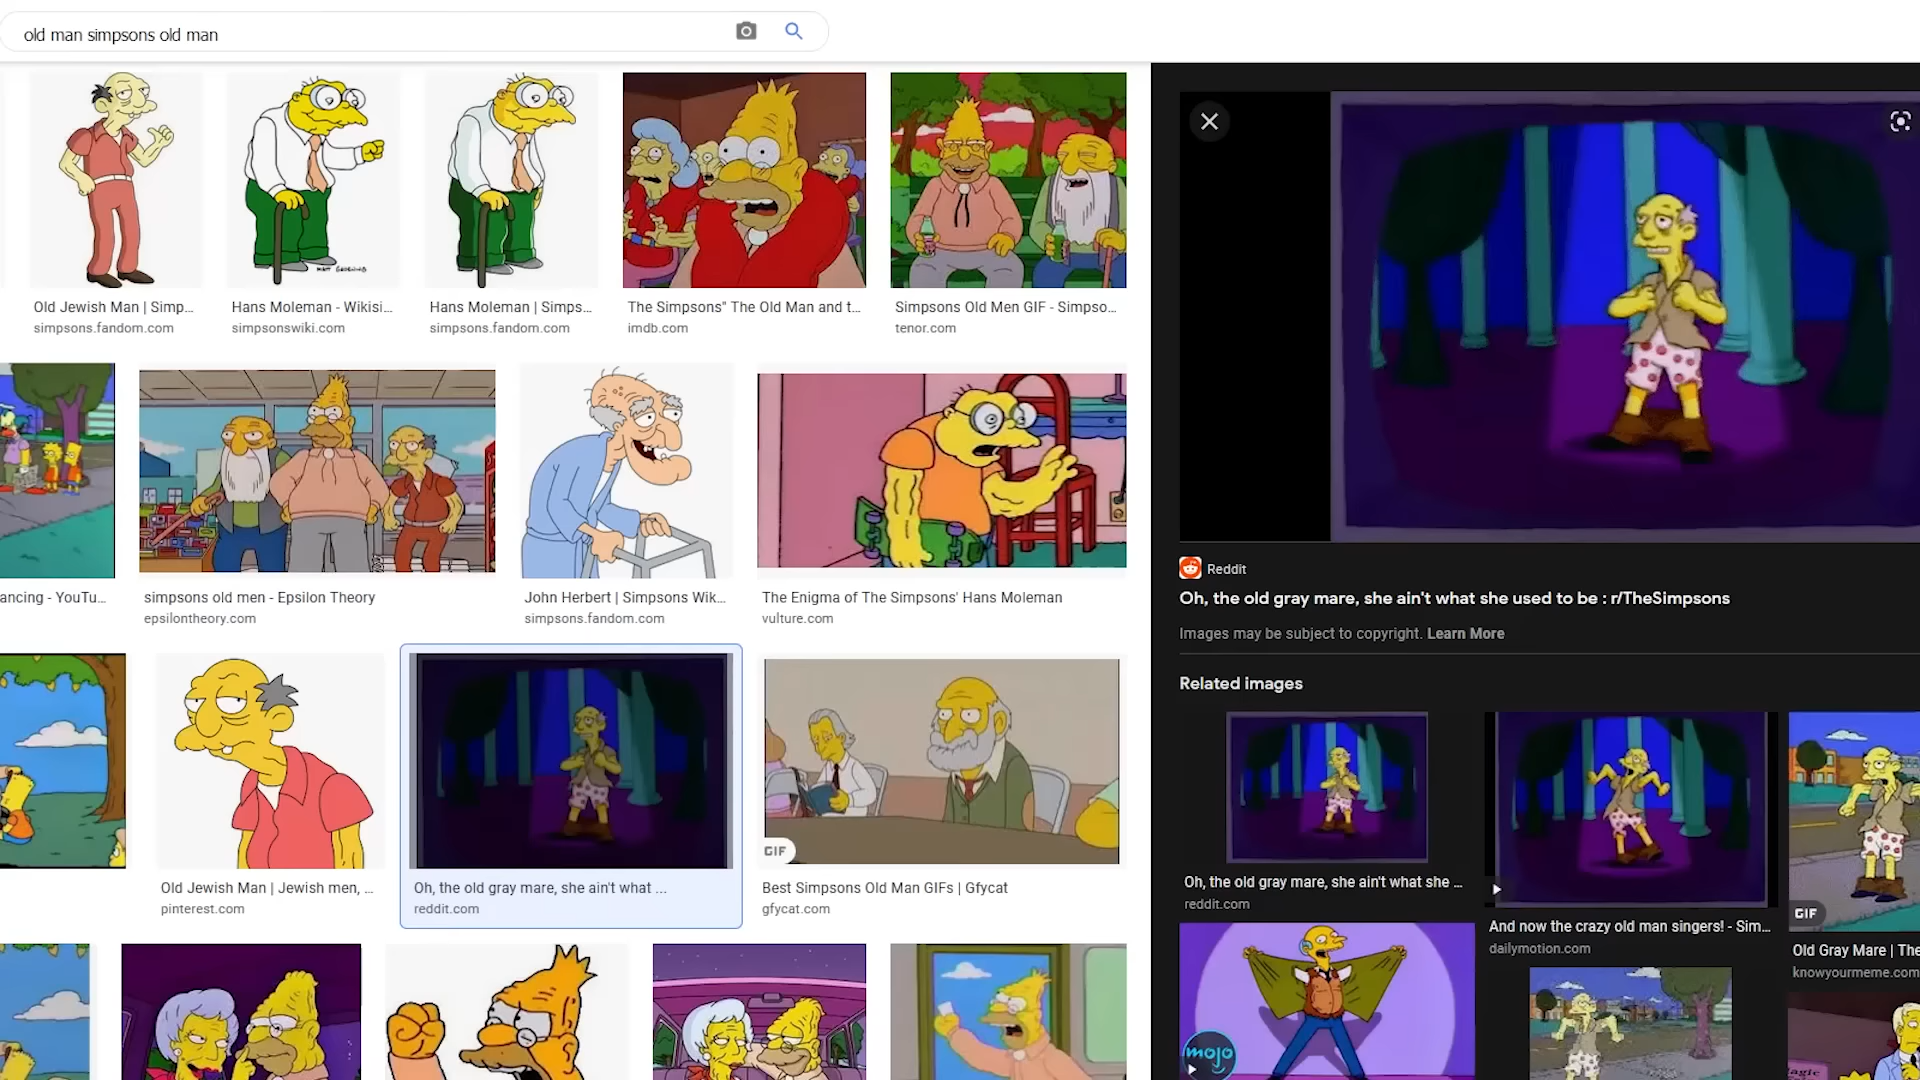 old man simpsons old man
Old Jewish Man | Simp...
simpsons.fandom.com
Hans Moleman - Wikisi...
simpsonswiki.com
Hans Moleman | Simps...
simpsons.fandom.com
The Simpsons" The Old Man and t...
imdb.com
Simpsons Old Men GIF - Simpso...
tenor.com
ancing - YouTu...
simpsons old men - Epsilon Theory
epsilontheory.com
John Herbert | Simpsons Wik...
simpsons.fandom.com
The Enigma of The Simpsons' Hans Moleman
vulture.com
Old Jewish Man | Jewish men, ...
pinterest.com
Oh, the old gray mare, she ain't what ...
reddit.com
GIF
Best Simpsons Old Man GIFs | Gfycat
gfycat.com
Reddit
Oh, the old gray mare, she ain't what she used to be : r/TheSimpsons
Images may be subject to copyright. Learn More
Related images
Oh, the old gray mare, she ain't what she ...
reddit.com
And now the crazy old man singers! - Sim...
dailymotion.com
GIF
Old Gray Mare | The
knowyourmeme.com
mojo